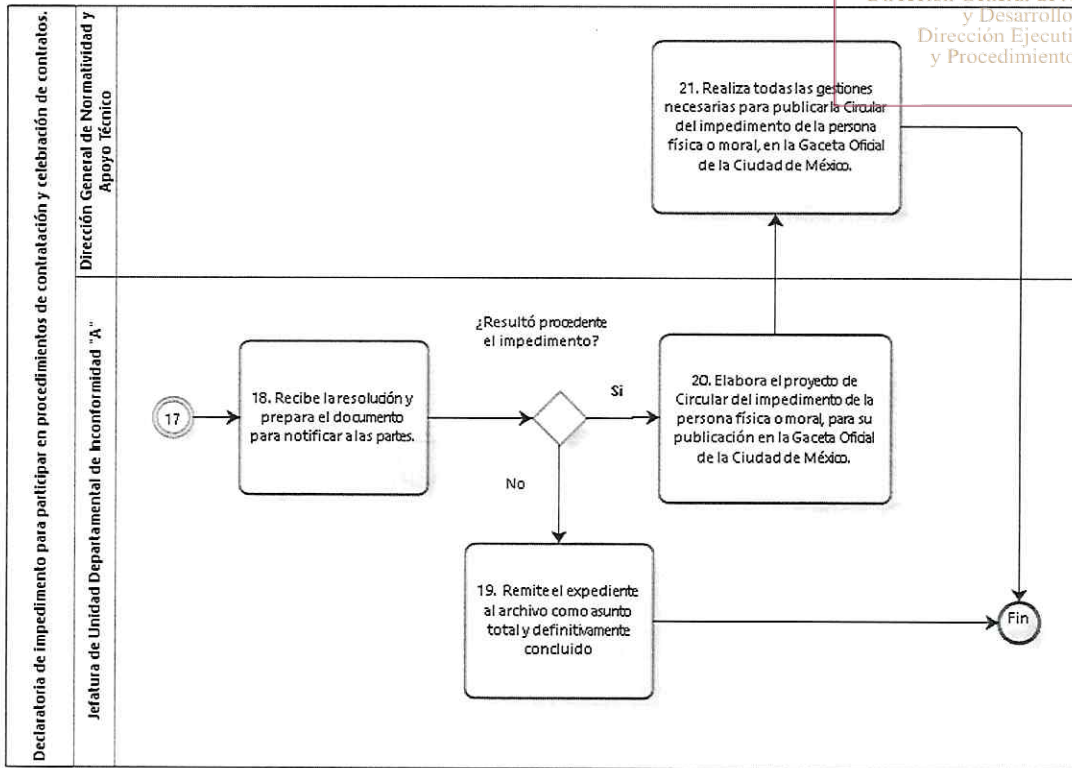 Declaratoria de impedimento para participar en procedimientos de contratación y celebración de contratos.
Dirección General de Normatividad y
Apoyo Técnico
y Desarrollo
Dirección Ejecuti
y Procedimiento
21. Realiza todas las gestiones
necesarias para publicar la Circular
del impedimento de la persona
física o moral, en la Gaceta Oficial
de la Ciudad de México.
Jefatura de Unidad Departamental de Inconformidad "A"
17
18. Recibe la resolución y
prepara el documento
para notificar a las partes.
¿Resultó procedente
el impedimento?
Si
No
20. Elabora el proyecto de
Circular del impedimento de la
persona física o moral, para su
publicación en la Gaceta Oficial
de la Ciudad de México.
19. Remite el expediente
al archivo como asunto
total y definitivamente
concluido
Fin